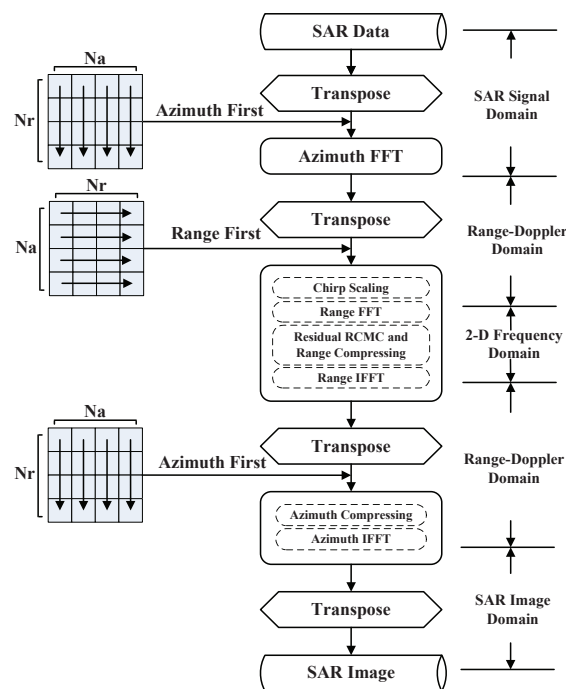 SAR Data
Na
Transpose
Nr
Azimuth First
SAR Signal
Domain
Azimuth FFT
Nr
Transpose
Na
Range First
Range-Doppler
Domain
Chirp Scaling
Range FFT
Residual RCMC and
Range Compressing
2-D Frequency
Domain
Range IFFT
Na
Transpose
Nr
Azimuth First
Range-Doppler
Domain
Azimuth Compressing
Azimuth IFFT
Transpose
SAR Image
Domain
SAR Image